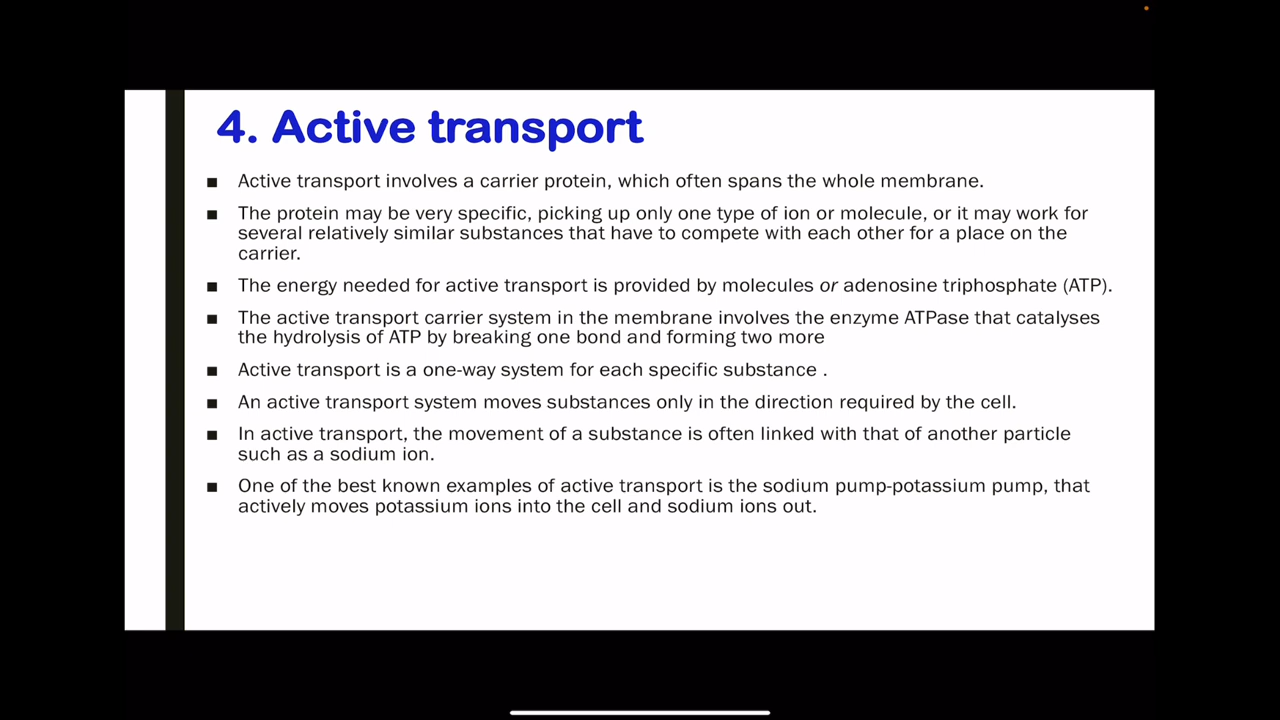 4. Active transport
■ Active transport involves a carrier protein, which often spans the whole membrane.
■ The protein may be very specific, picking up only one type of ion or molecule, or it may work for
several relatively similar substances that have to compete with each other for a place on the
carrier.
■ The energy needed for active transport is provided by molecules or adenosine triphosphate (ATP).
■ The active transport carrier system in the membrane involves the enzyme ATPase that catalyses
the hydrolysis of ATP by breaking one bond and forming two more
■ Active transport is a one-way system for each specific substance .
■ An active transport system moves substances only in the direction required by the cell.
■ In active transport, the movement of a substance is often linked with that of another particle
such as a sodium ion.
■ One of the best known examples of active transport is the sodium pump-potassium pump, that
actively moves potassium ions into the cell and sodium ions out.